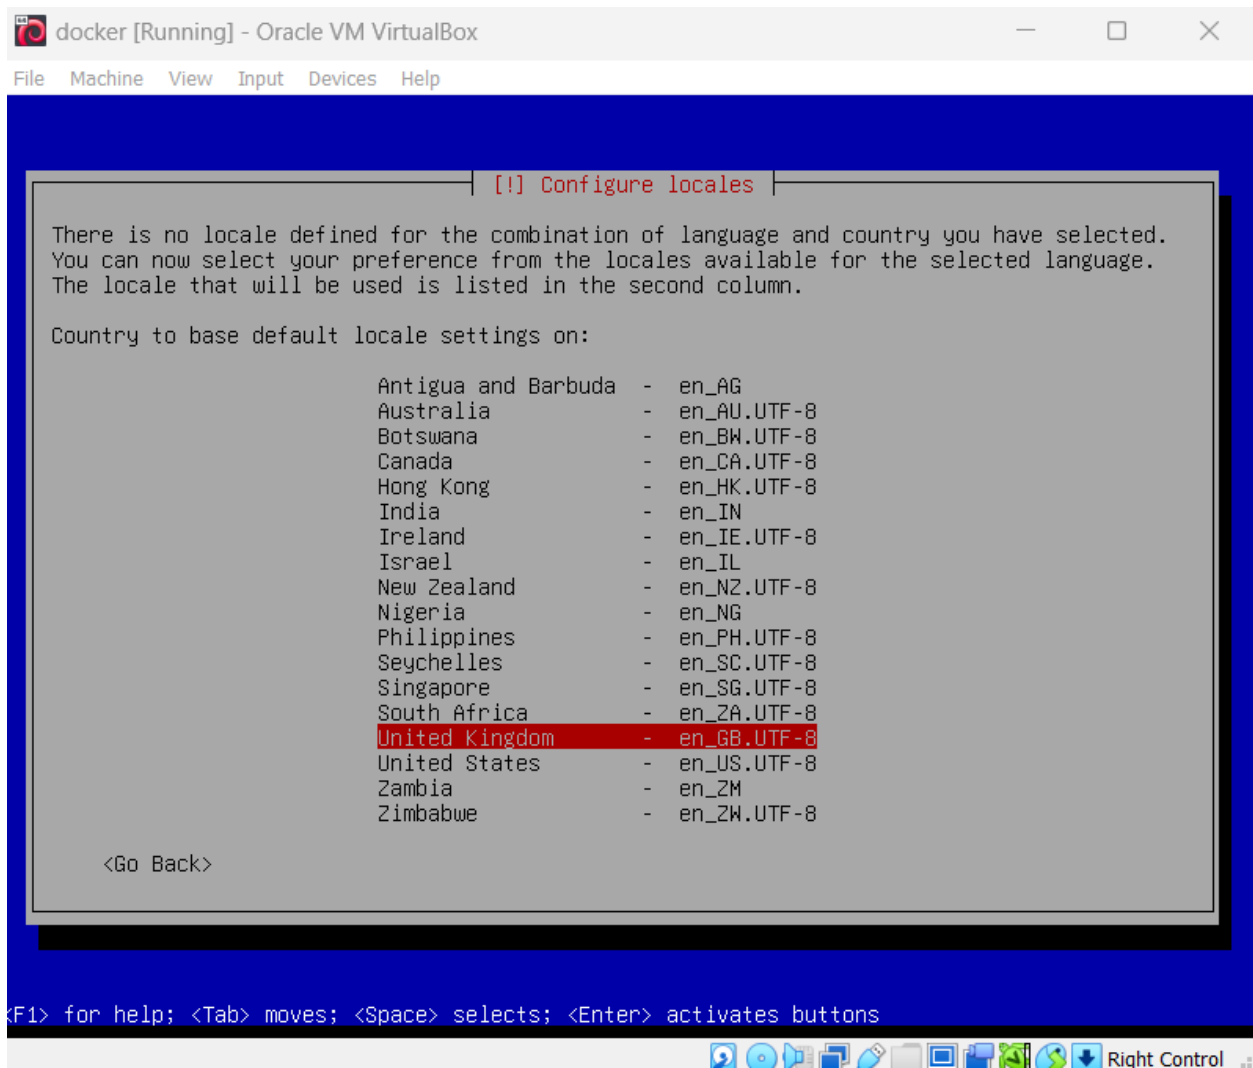 docker [Running] - Oracle VM VirtualBox
File Machine View Input Devices Help
[!] Configure locales
There is no locale defined for the combination of language and country you have selected.
You can now select your preference from the locales available for the selected language.
The locale that will be used is listed in the second column.
Country to base default locale settings on:
Antigua and Barbuda - en_AG
Australia - en_AU.UTF-8
Botswana - en_BW.UTF-8
Canada - en_CA.UTF-8
Hong Kong - en_HK.UTF-8
India - en_IN
Ireland - en_IE.UTF-8
Israel - en_IL
New Zealand - en_NZ.UTF-8
Nigeria - en_NG
Philippines - en_PH.UTF-8
Seychelles - en_SC.UTF-8
Singapore - en_SG.UTF-8
South Africa - en_ZA.UTF-8
United Kingdom - en_GB.UTF-8
United States - en_US.UTF-8
Zambia - en_ZM
Zimbabwe - en_ZW.UTF-8
<Go Back>
<F1> for help; <Tab> moves; <Space> selects; <Enter> activates buttons
Right Control